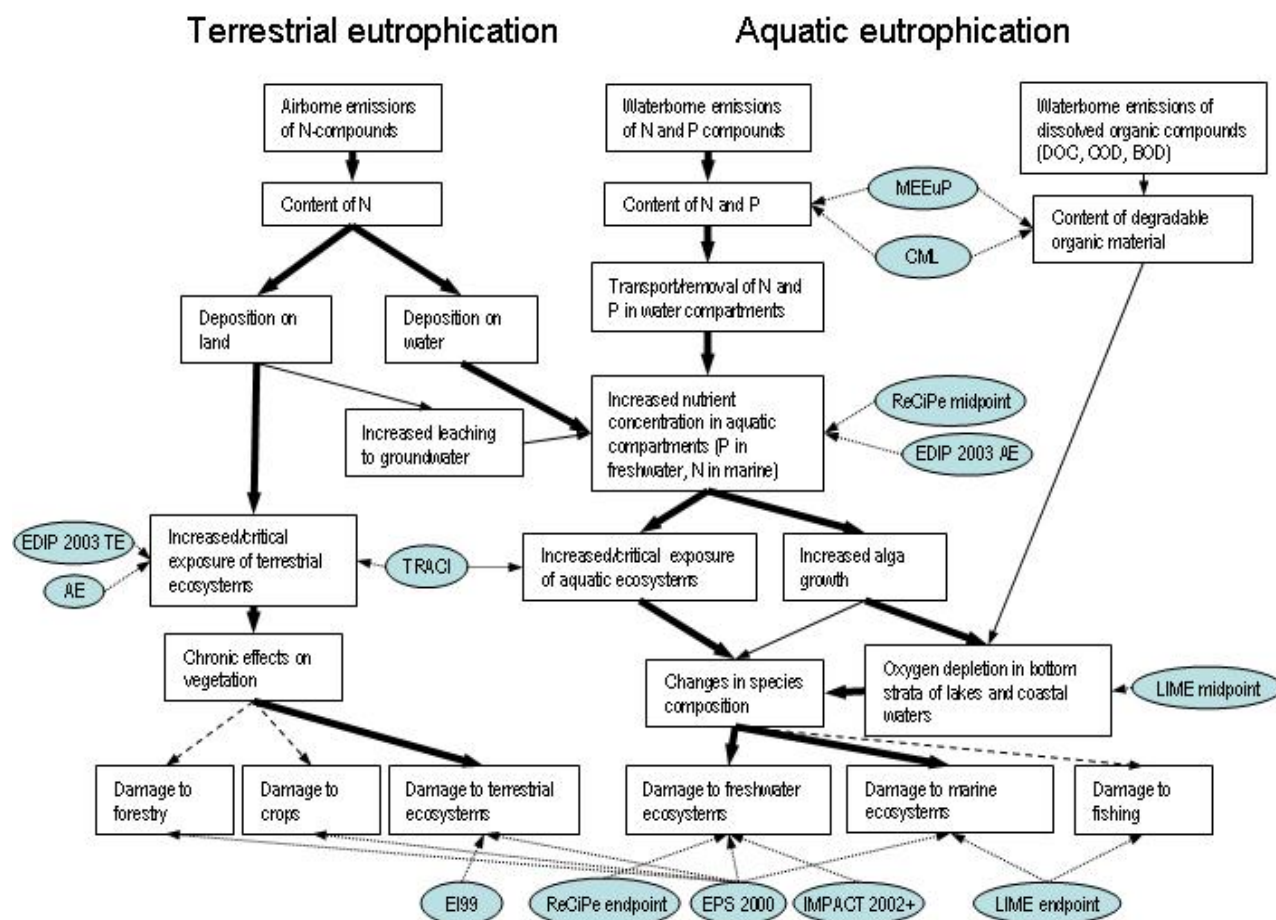 Terrestrial eutrophication
Aquatic eutrophication
Airborne emissions
of N-compounds
Waterborne emissions
of N and P compounds
Waterborne emissions of
dissolved organic compounds
(DOC, COD, BOD)
Content of N
Content of N and P
MEEuP
CML
Content of degradable
organic material
Transport/removal of N and
P in water compartments
Deposition on
land
Deposition on
water
Increased leaching
to groundwater
Increased nutrient
concentration in aquatic
compartments (P in
freshwater, N in marine)
ReCiPe midpoint
EDIP 2003 AE
EDIP 2003 TE
AE
Increased/critical
exposure of terrestrial
ecosystems
TRACI
Increased/critical exposure
of aquatic ecosystems
Increased alga
growth
Chronic effects on
vegetation
Changes in species
composition
Oxygen depletion in bottom
strata of lakes and coastal
waters
LIME midpoint
Damage to
forestry
Damage to
crops
Damage to terrestrial
ecosystems
Damage to freshwater
ecosystems
Damage to marine
ecosystems
Damage to
fishing
EI99
ReCiPe endpoint
EPS 2000
IMPACT 2002+
LIME endpoint